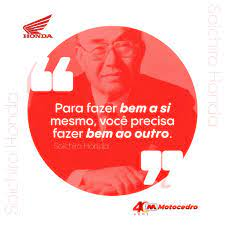 HONDA
Soichiro Honda
Para fazer bem a si
mesmo, você precisa
fazer bem ao outro.
Soichiro Honda
40 M Motocedro
ANOS
Soichiro Honda